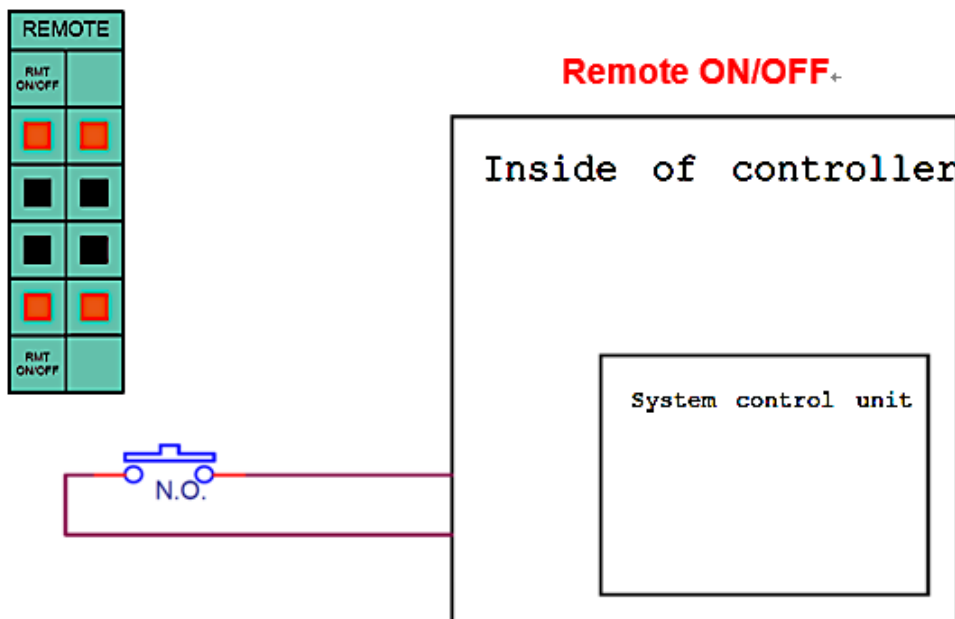 REMOTE
RMT
ON/OFF
Remote ON/OFF↵
Inside of controller
System control unit
RMT
ON/OFF
N.O.